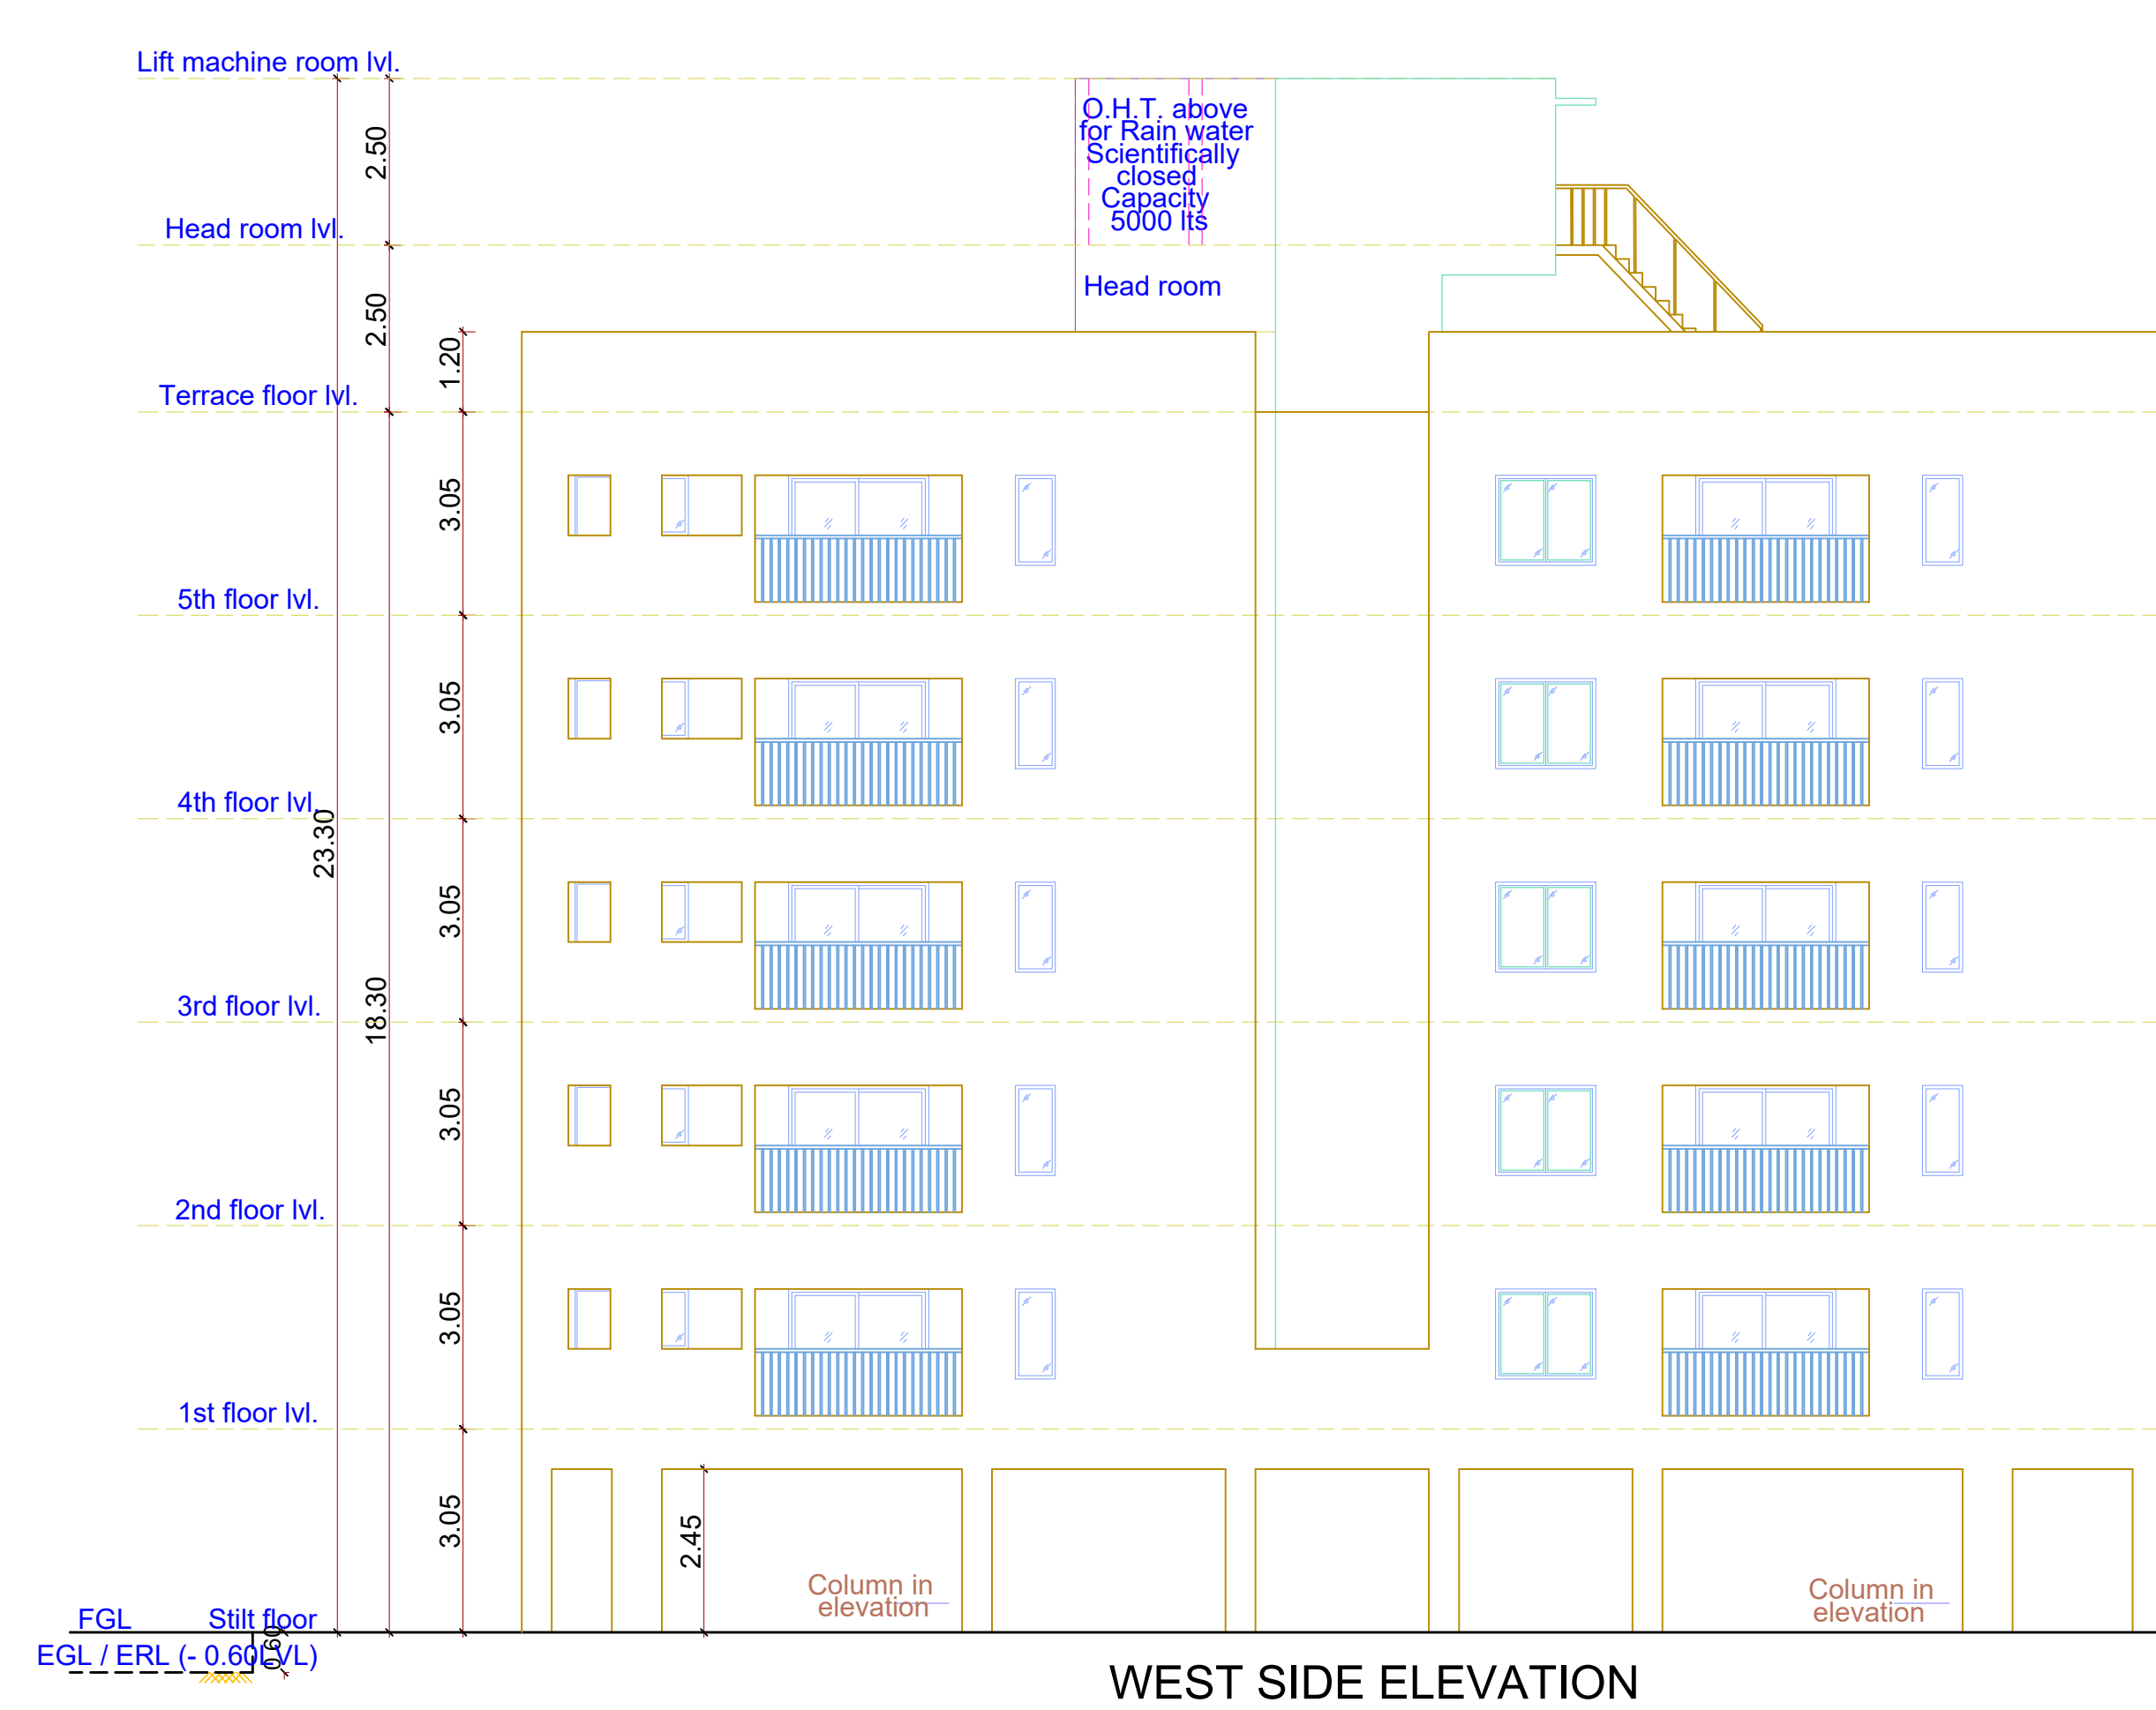 Lift machine room lvl.
2.50
O.H.T. above
for Rain water
Scientifically
closed
Capacity
5000 lts
Head room lvl.
Head room
2.50
1.20
Terrace floor lvl.
3.05
5th floor lvl.
3.05
4th floor lvl.
23.30
3.05
3rd floor lvl.
18.30
3.05
2nd floor lvl.
3.05
1st floor lvl.
3.05
2.45
Column in
elevation
Column in
elevation
FGL
Stilt floor
0.60
EGL / ERL (- 0.60LVL)
WEST SIDE ELEVATION